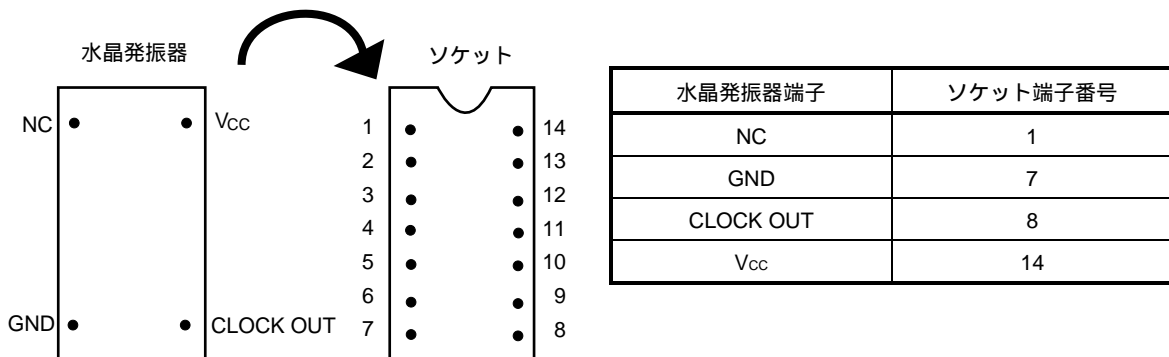 水晶発振器
ソケット
NC
VCC
GND
CLOCK OUT
1 14
2 13
3 12
4 11
5 10
6 9
7 8
水晶発振器端子 ソケット端子番号
NC 1
GND 7
CLOCK OUT 8
VCC 14